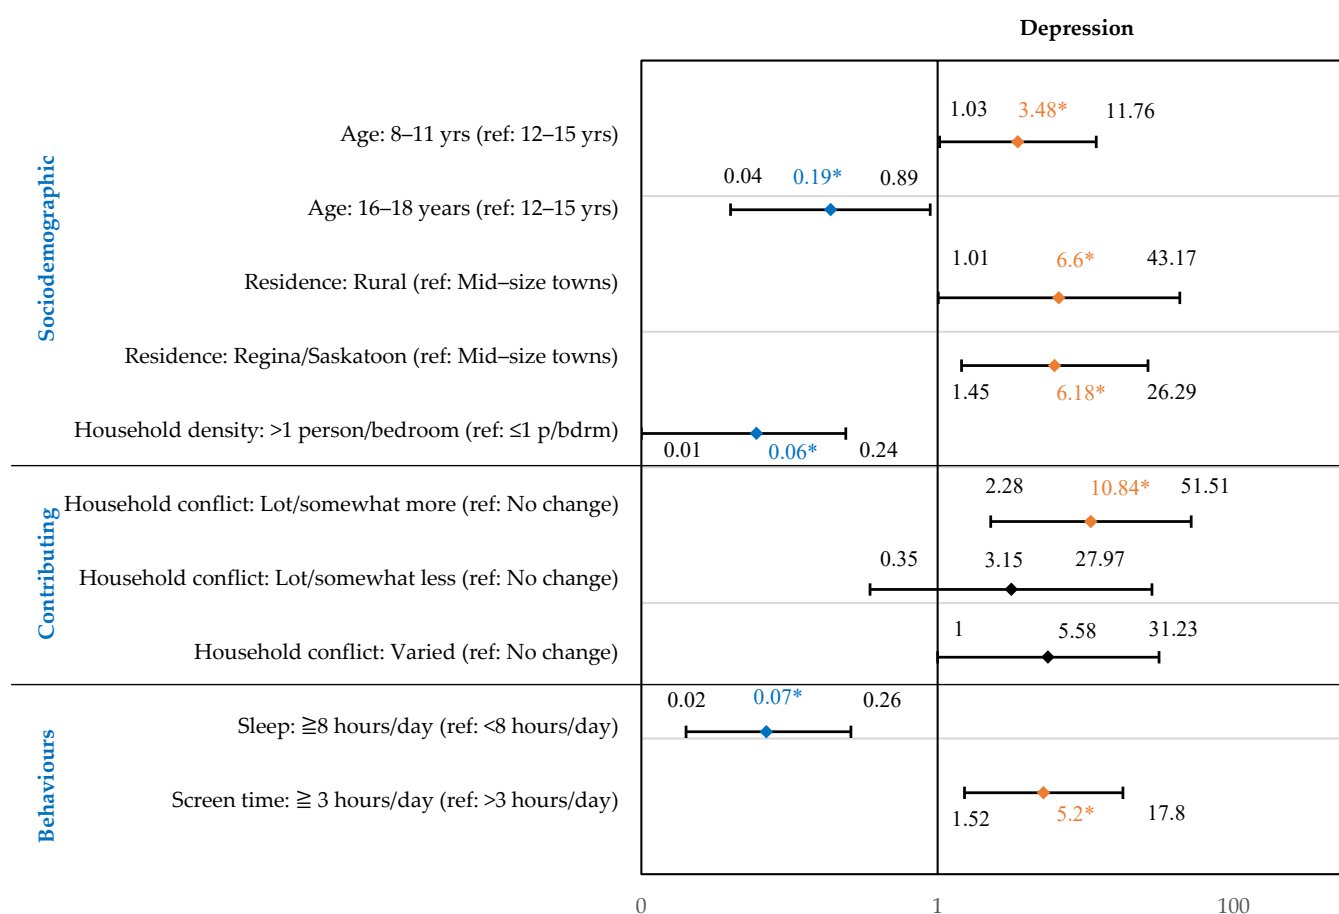 Depression
Sociodemographic
Age: 8–11 yrs (ref: 12–15 yrs)
1.03 3.48* 11.76
Age: 16–18 years (ref: 12–15 yrs)
0.04 0.19* 0.89
Residence: Rural (ref: Mid–size towns)
1.01 6.6* 43.17
Residence: Regina/Saskatoon (ref: Mid–size towns)
1.45 6.18* 26.29
Household density: >1 person/bedroom (ref: ≤1 p/bdrm)
0.01 0.06* 0.24
Contributing
Household conflict: Lot/somewhat more (ref: No change)
2.28 10.84* 51.51
Household conflict: Lot/somewhat less (ref: No change)
0.35 3.15 27.97
Household conflict: Varied (ref: No change)
1 5.58 31.23
Behaviours
Sleep: ≧8 hours/day (ref: <8 hours/day)
0.02 0.07* 0.26
Screen time: ≧ 3 hours/day (ref: >3 hours/day)
1.52 5.2* 17.8
0 1 100